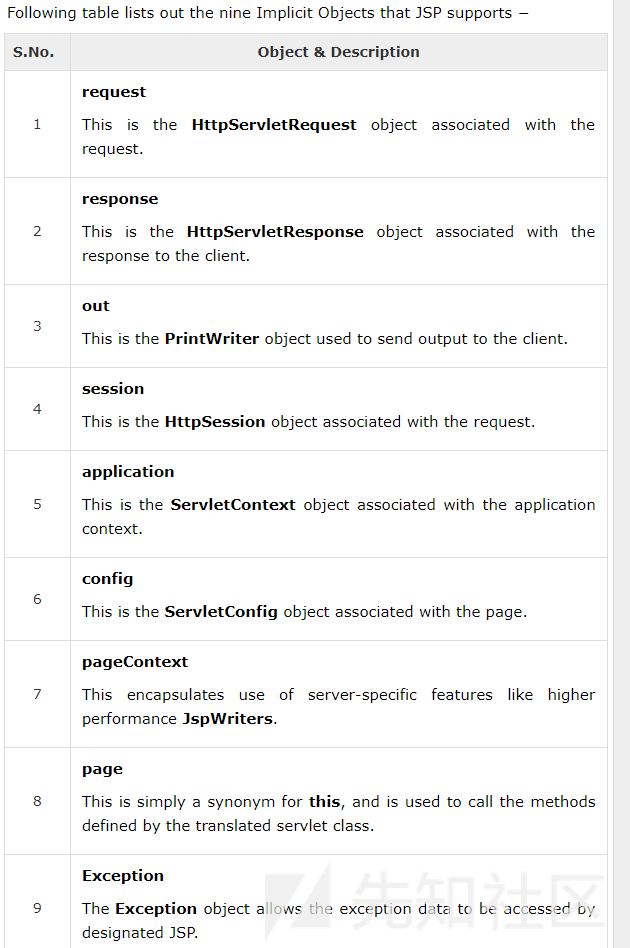 Following table lists out the nine Implicit Objects that JSP supports −
S.No.
Object & Description
1
request
This is the HttpServletRequest object associated with the
request.
2
response
This is the HttpServletResponse object associated with the
response to the client.
3
out
This is the PrintWriter object used to send output to the client.
4
session
This is the HttpSession object associated with the request.
5
application
This is the ServletContext object associated with the application
context.
6
config
This is the ServletConfig object associated with the page.
7
pageContext
This encapsulates use of server-specific features like higher
performance JspWriters.
8
page
This is simply a synonym for this, and is used to call the methods
defined by the translated servlet class.
9
Exception
The Exception object allows the exception data to be accessed by
designated JSP.
先知社区